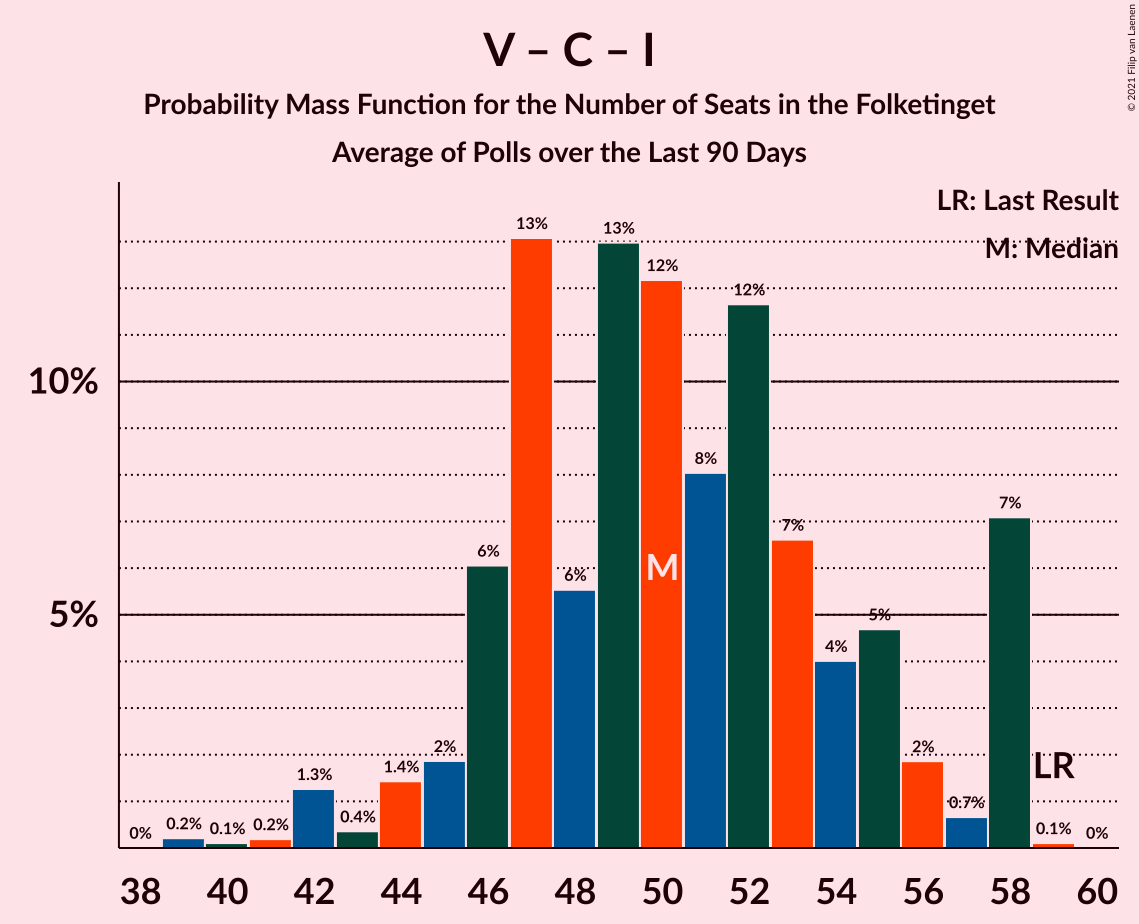 V – C – I
Probability Mass Function for the Number of Seats in the Folketinget
Average of Polls over the Last 90 Days
© 2021 Filip van Laenen
LR: Last Result
M: Median
10%
5%
0%
0.2%
0.1%
0.2%
1.3%
0.4%
1.4%
2%
6%
13%
6%
13%
12%
8%
12%
7%
4%
5%
2%
0.7%
7%
0.1%
0%
M
LR
38 40 42 44 46 48 50 52 54 56 58 60